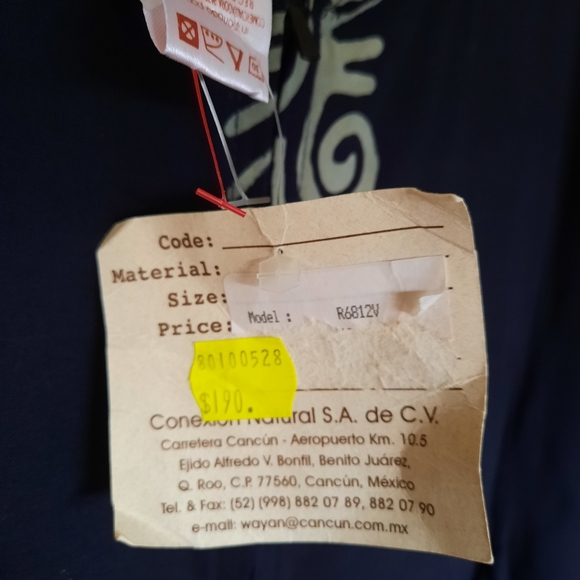 Code:
Material:
Size:
Price:
Model : R6812V
80100528
$190.
Conexión Natural S.A. de C.V.
Carretera Cancún - Aeropuerto Km. 10.5
Ejido Alfredo V. Bonfil, Benito Juárez,
Q. Roo, C.P. 77560, Cancún, México
Tel. & Fax: (52) (998) 882 07 89, 882 07 90
e-mail: wayan@cancun.com.mx